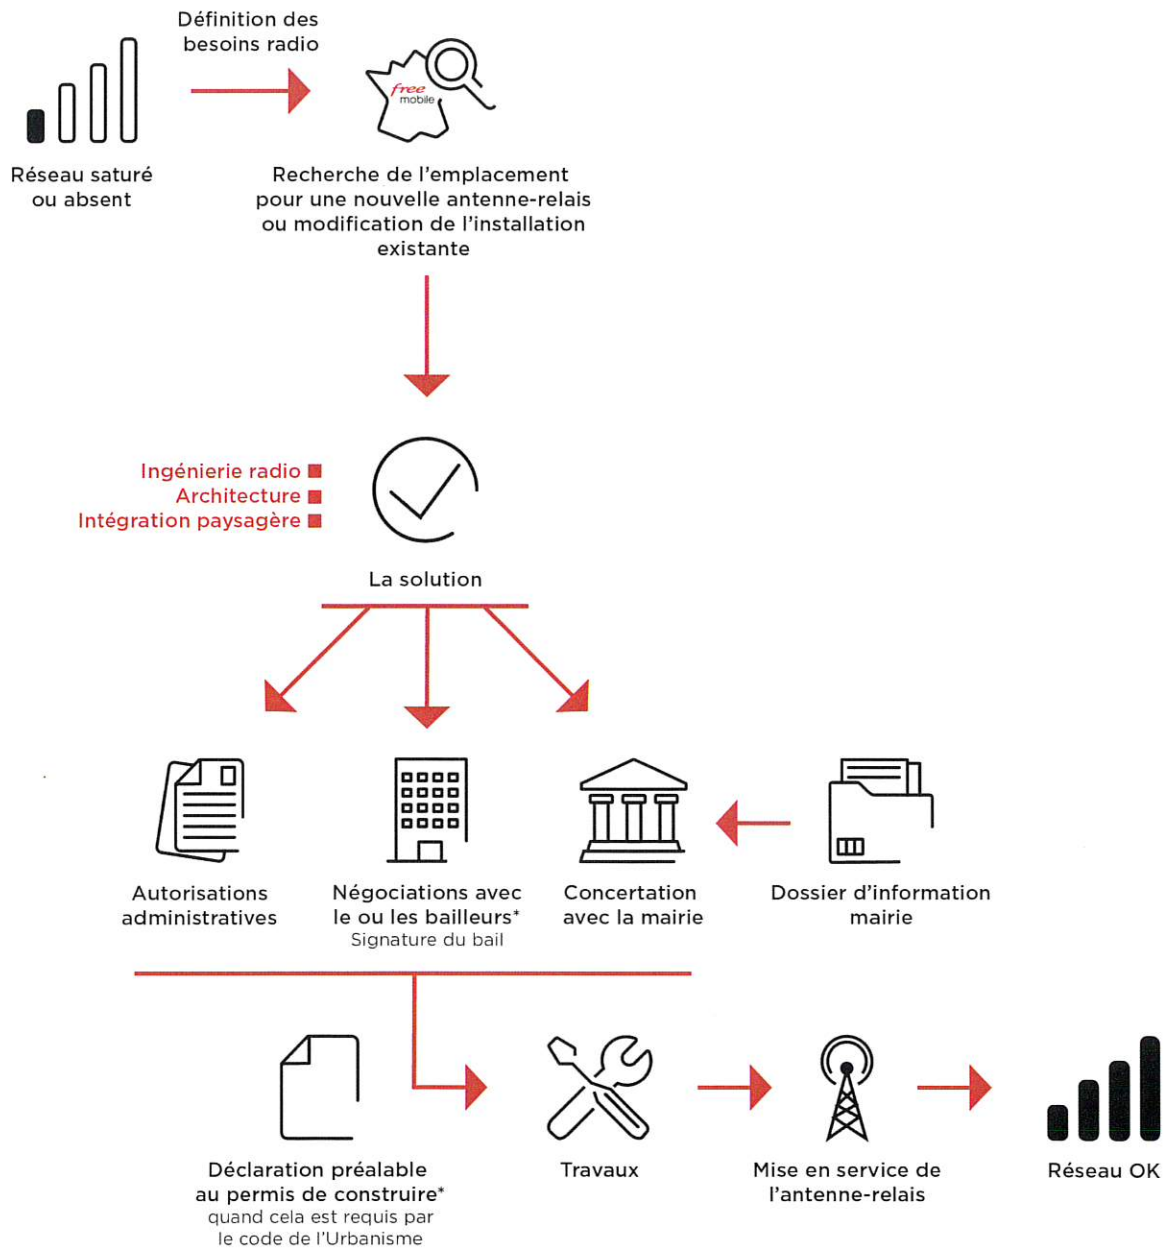 Définition des
besoins radio
free
mobile
Réseau saturé
ou absent
Recherche de l'emplacement
pour une nouvelle antenne-relais
ou modification de l'installation
existante
Ingénierie radio
Architecture
Intégration paysagère
La solution
Autorisations
administratives
Négociations avec
le ou les bailleurs*
Signature du bail
Concertation
avec la mairie
Dossier d'information
mairie
Déclaration préalable
au permis de construire*
quand cela est requis par
le code de l'Urbanisme
Travaux
Mise en service de
l'antenne-relais
Réseau OK